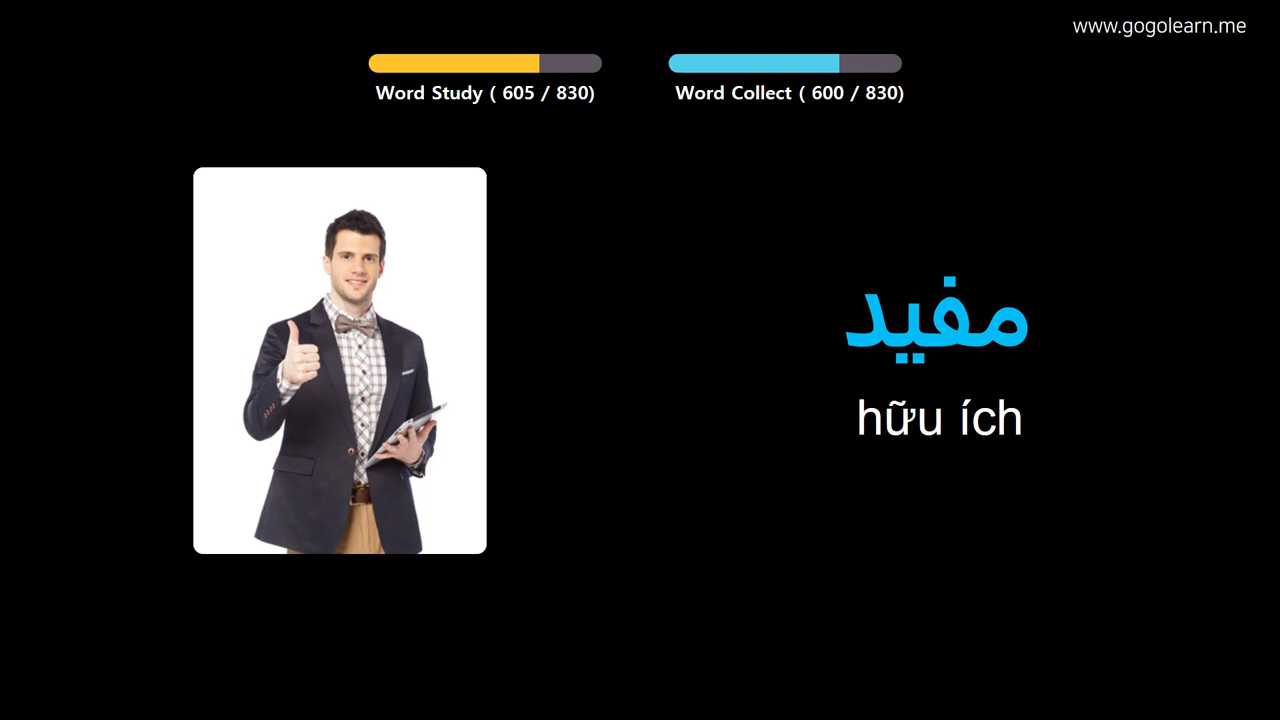 www.gogolearn.me
Word Study ( 605 / 830)
Word Collect ( 600 / 830)
مفيد
hữu ích